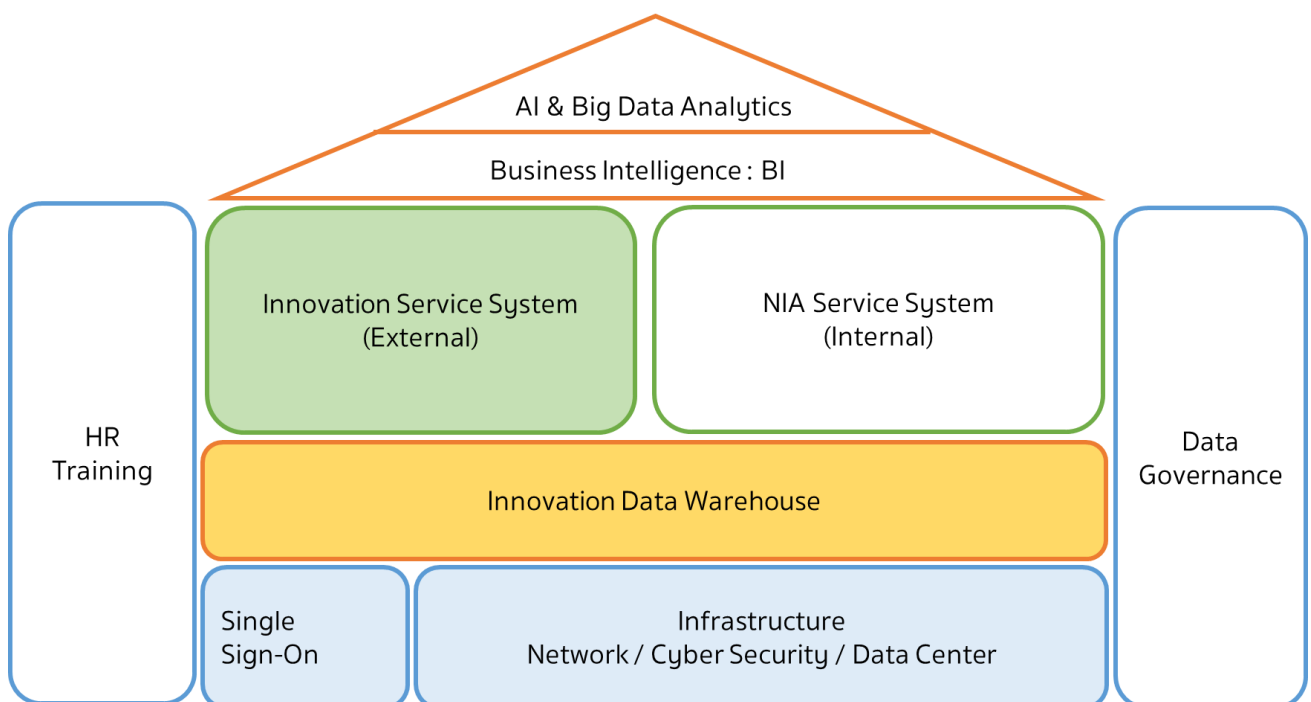 AI & Big Data Analytics
Business Intelligence : BI
Innovation Service System
(External)
NIA Service System
(Internal)
HR
Training
Data
Governance
Innovation Data Warehouse
Single
Sign-On
Infrastructure
Network / Cyber Security / Data Center